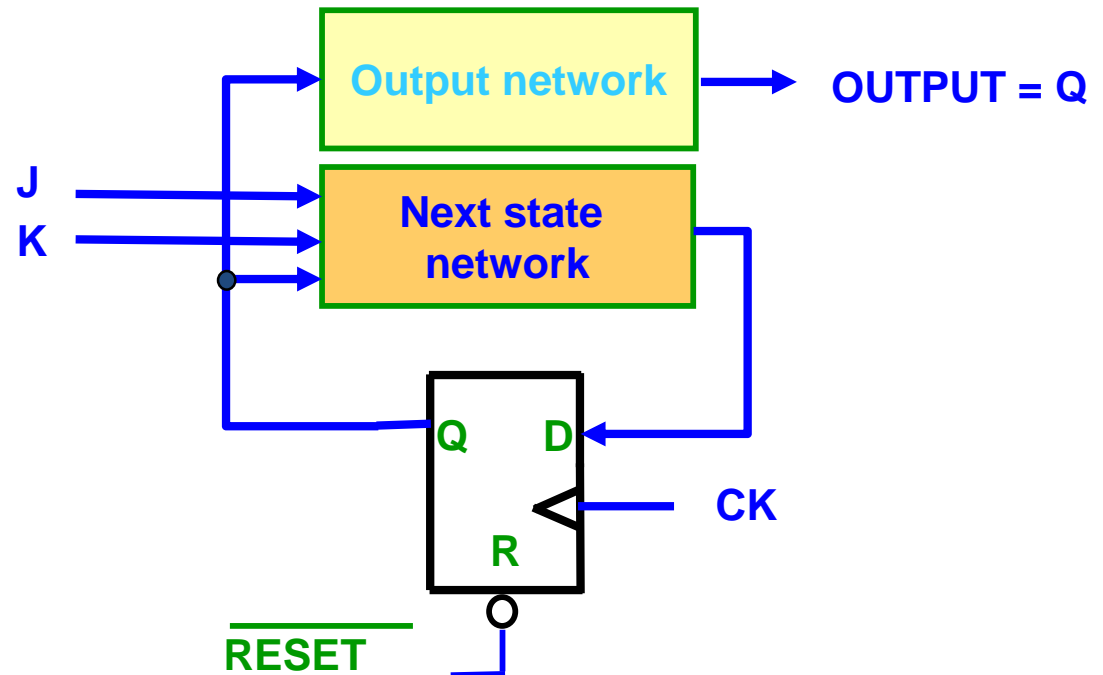 Output network
OUTPUT = Q
J
K
Next state
network
Q
D
CK
R
RESET